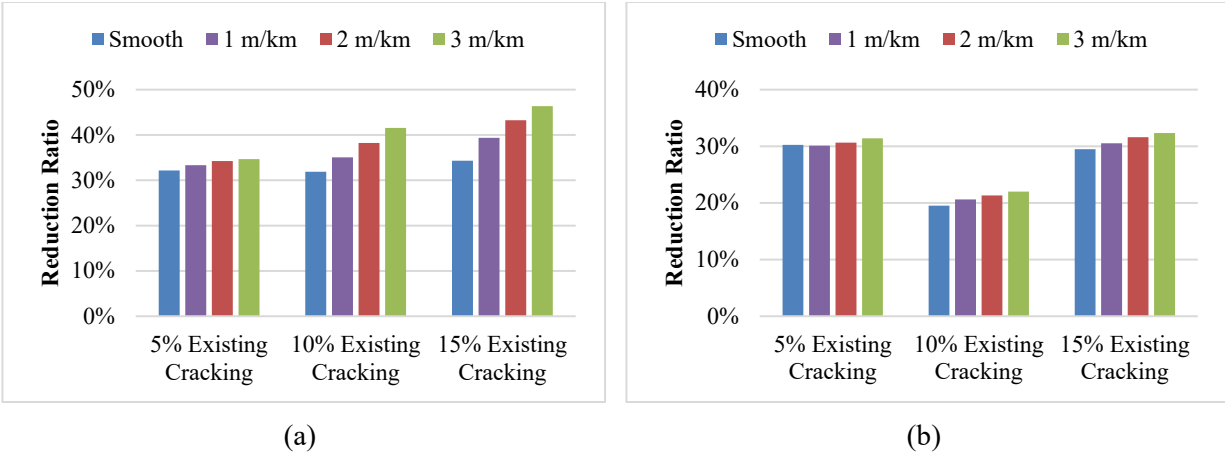 Smooth 1 m/km 2 m/km 3 m/km
50%
40%
30%
20%
10%
0%
Reduction Ratio
5% Existing
Cracking
10% Existing
Cracking
15% Existing
Cracking
(a)
Smooth 1 m/km 2 m/km 3 m/km
40%
30%
20%
10%
0%
Reduction Ratio
5% Existing
Cracking
10% Existing
Cracking
15% Existing
Cracking
(b)